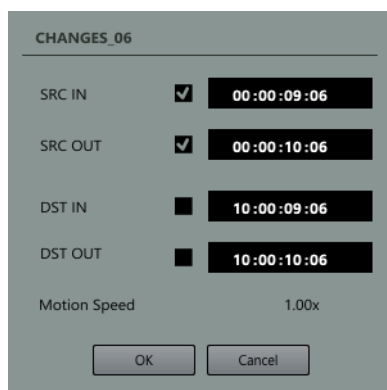 CHANGES_06
SRC IN 00:00:09:06
SRC OUT 00:00:10:06
DST IN 10:00:09:06
DST OUT 10:00:10:06
Motion Speed 1.00x
OK Cancel